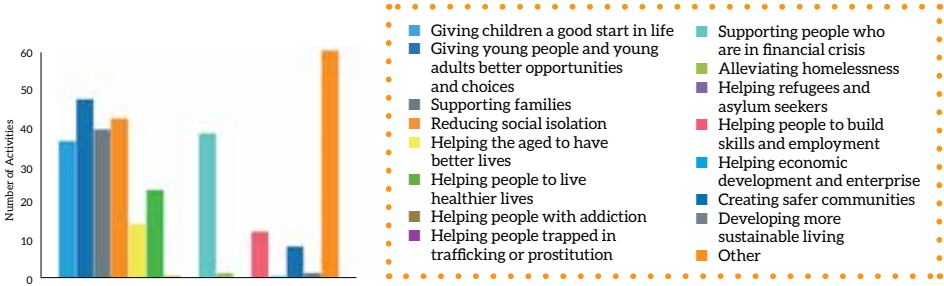 Number of Activities
60
50
40
30
20
10
0
Giving children a good start in life
Giving young people and young
adults better opportunities
and choices
Supporting families
Reducing social isolation
Helping the aged to have
better lives
Helping people to live
healthier lives
Helping people with addiction
Helping people trapped in
trafficking or prostitution
Supporting people who
are in financial crisis
Alleviating homelessness
Helping refugees and
asylum seekers
Helping people to build
skills and employment
Helping economic
development and enterprise
Creating safer communities
Developing more
sustainable living
Other